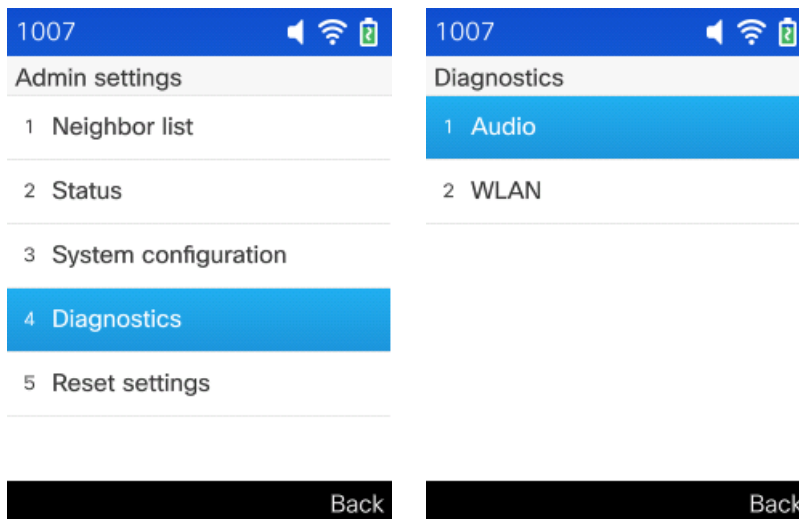 1007
Admin settings
1 Neighbor list
2 Status
3 System configuration
4 Diagnostics
5 Reset settings
Back
1007
Diagnostics
1 Audio
2 WLAN
Back